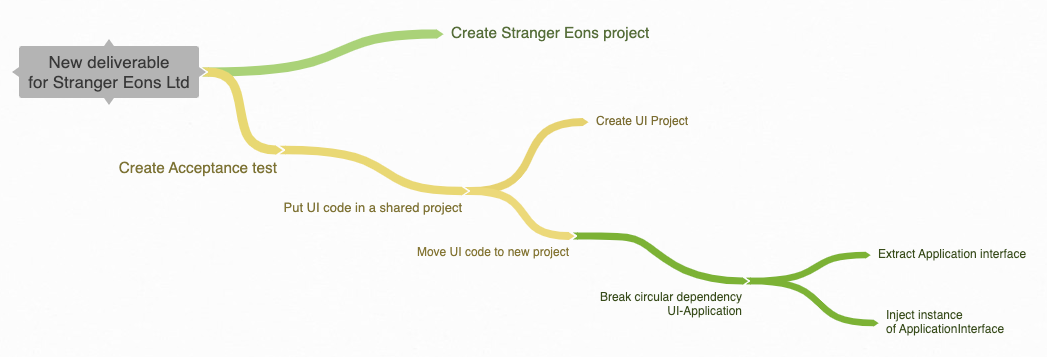 New deliverable
for Stranger Eons Ltd
Create Stranger Eons project
Create Acceptance test
Create UI Project
Put UI code in a shared project
Move UI code to new project
Break circular dependency
UI-Application
Extract Application interface
Inject instance
of ApplicationInterface